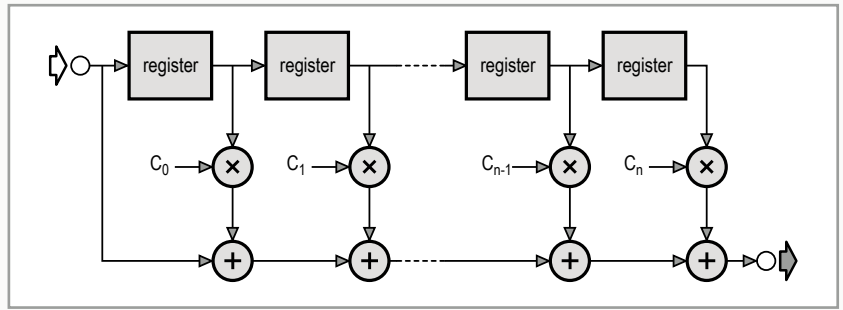 register register register register
C0 × C1 × Cn-1 × Cn ×
+ + + +